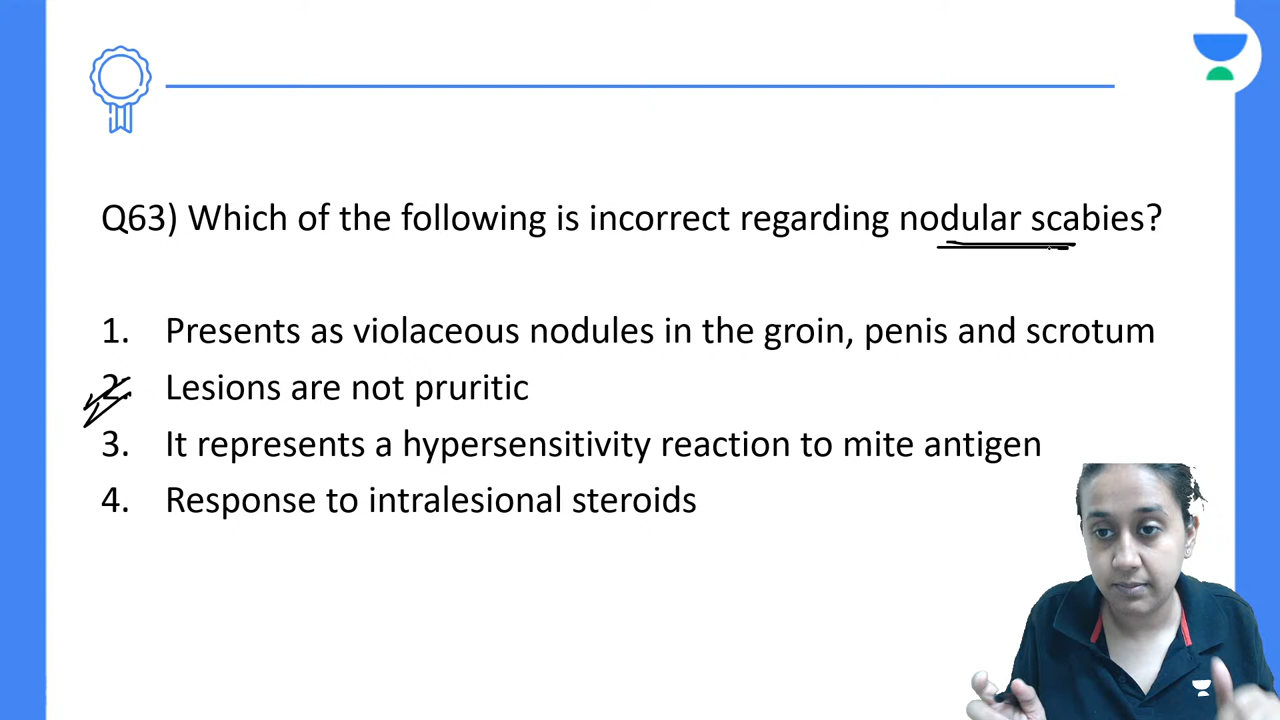 Q63) Which of the following is incorrect regarding nodular scabies?
1. Presents as violaceous nodules in the groin, penis and scrotum
2. Lesions are not pruritic
3. It represents a hypersensitivity reaction to mite antigen
4. Response to intralesional steroids